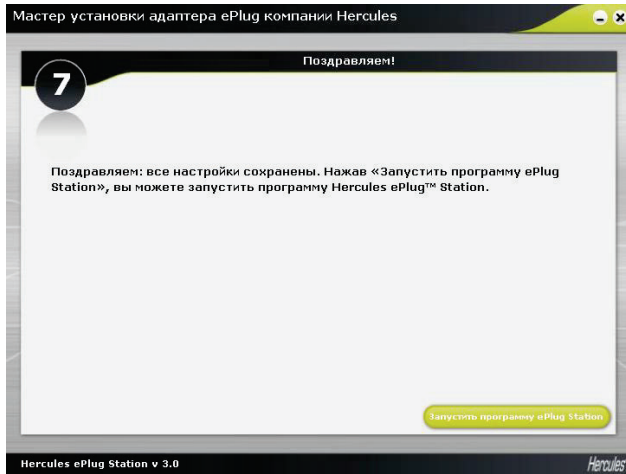 Мастер установки адаптера ePlug компании Hercules
Поздравляем!
7
Поздравляем: все настройки сохранены. Нажав «Запустить программу ePlug
Station», вы можете запустить программу Hercules ePlug™ Station.
Запустить программу ePlug Station
Hercules ePlug Station v 3.0
Hercules